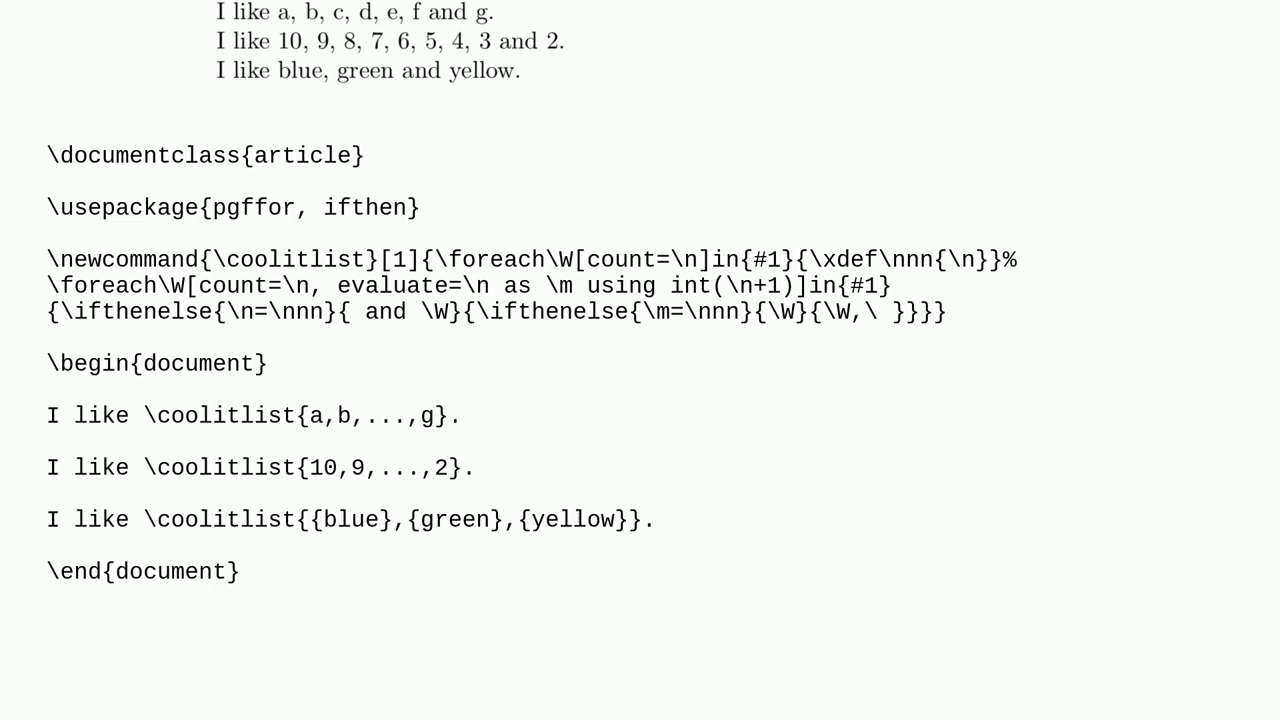 I like a, b, c, d, e, f and g.
I like 10, 9, 8, 7, 6, 5, 4, 3 and 2.
I like blue, green and yellow.
\documentclass{article}
\usepackage{pgffor, ifthen}
\newcommand{\coolitlist}[1]{\foreach\W[count=\n]in{#1}{\xdef\nnn{\n}}%
\foreach\W[count=\n, evaluate=\n as \m using int(\n+1)]in{#1}
{\ifthenelse{\n=\nnn}{ and \W}{\ifthenelse{\m=\nnn}{\W}{\W,\ }}}}
\begin{document}
I like \coolitlist{a,b,...,g}.
I like \coolitlist{10,9,...,2}.
I like \coolitlist{{blue},{green},{yellow}}.
\end{document}